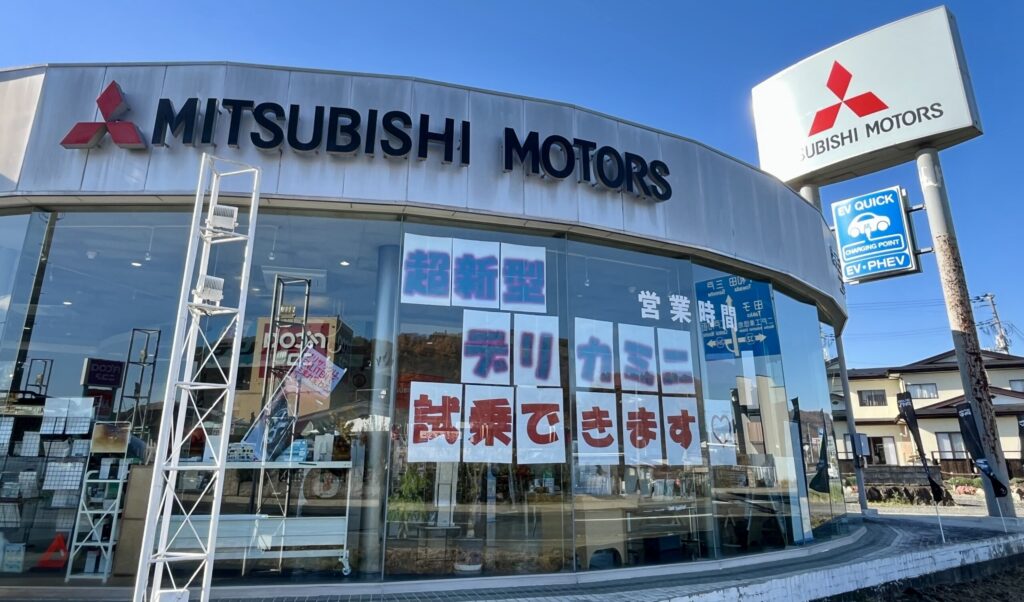 MITSUBISHI MOTORS
SUBISHI MOTORS
EV QUICK
CHARGING POINT
EV・PHEV
超新型
営業時間
デリカミニ
試乗できます